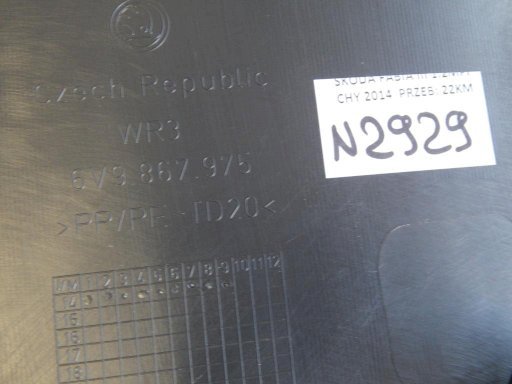 Czech Republic
WR3
6V9.867.975
>PP/PE-TD20<
1 2 3 4 5 6 7 8 9 10 11 12
14
15
16
17
18
SKODA FABIA III
CHY 2014 PRZEB: 22KM
N2929